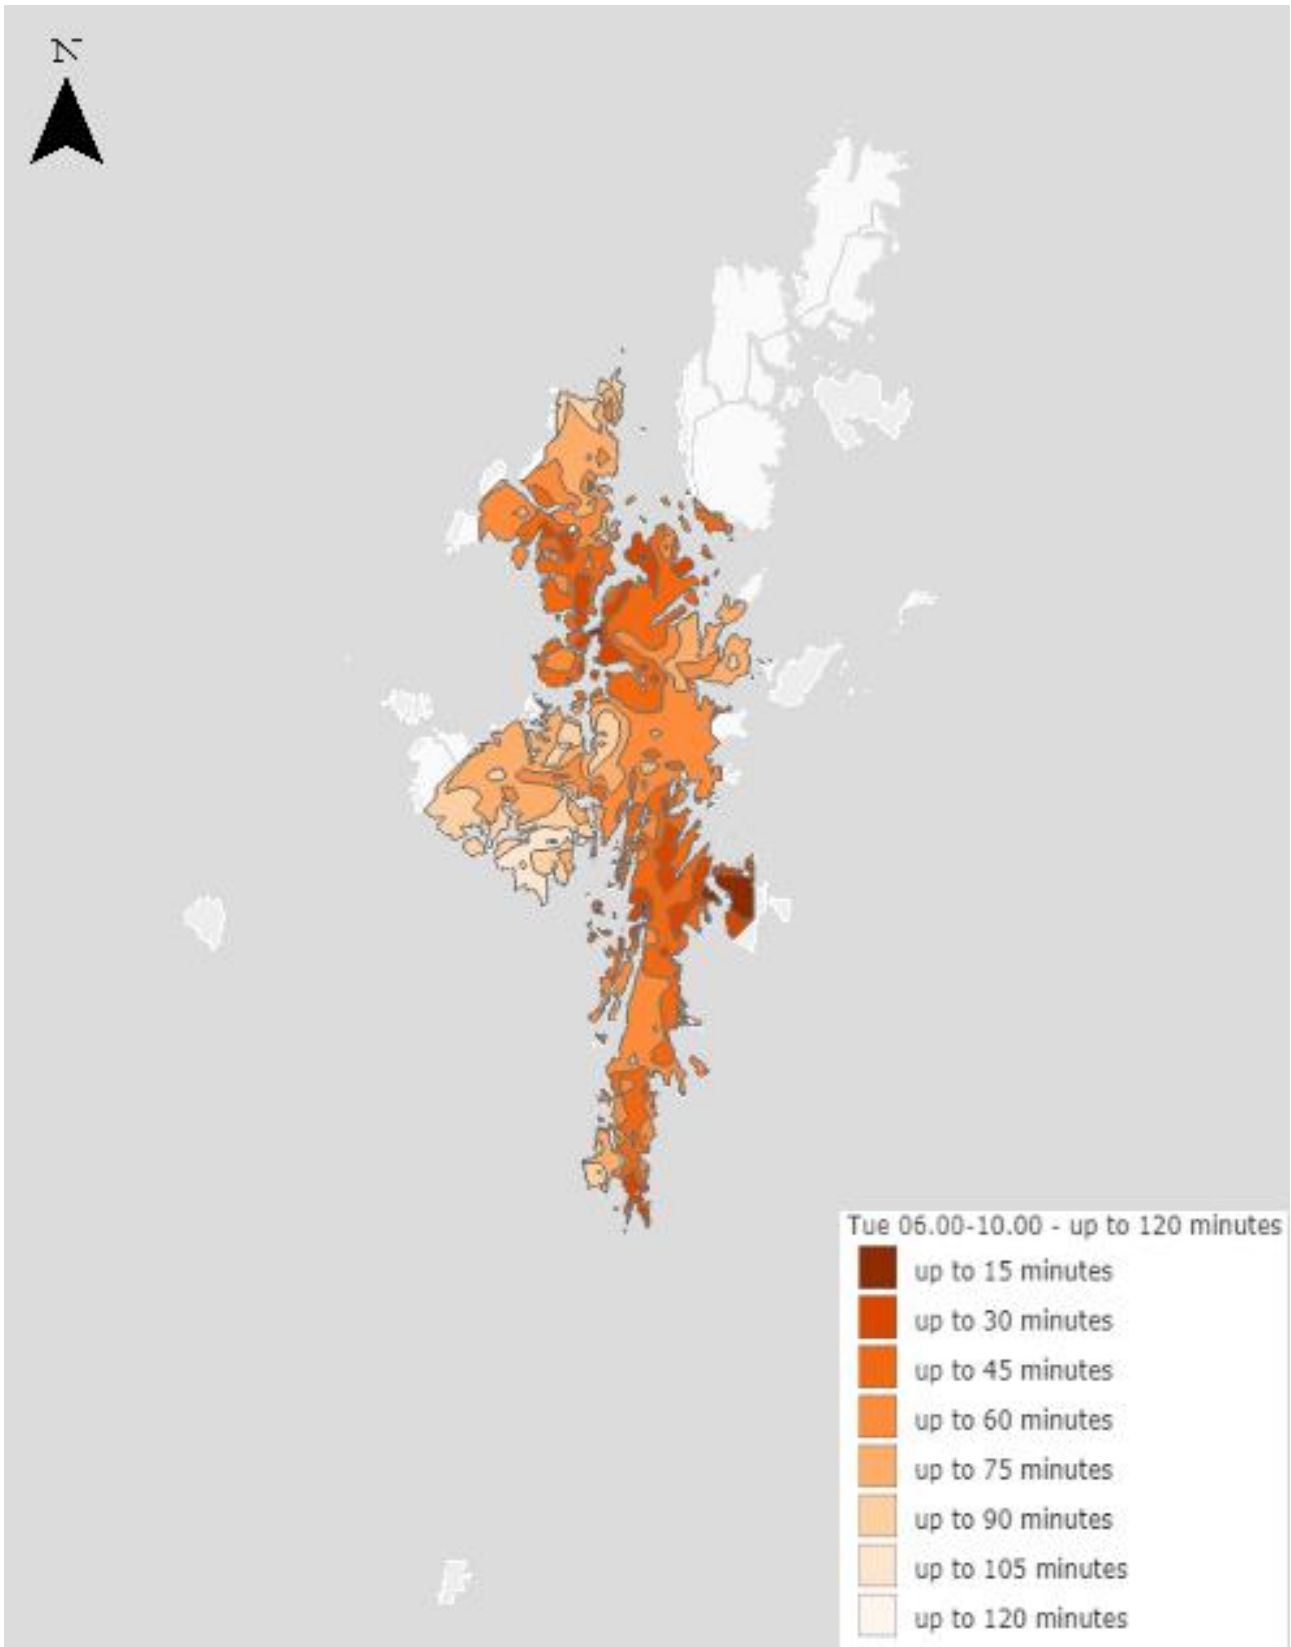 N
Tue 06.00-10.00 - up to 120 minutes
up to 15 minutes
up to 30 minutes
up to 45 minutes
up to 60 minutes
up to 75 minutes
up to 90 minutes
up to 105 minutes
up to 120 minutes